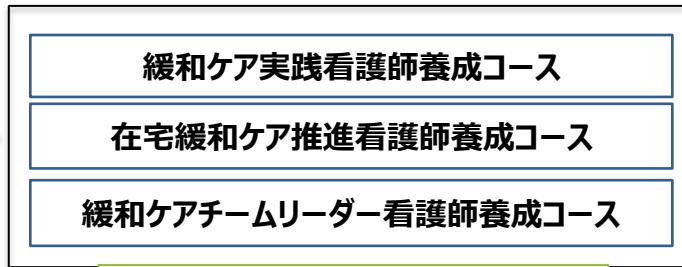 緩和ケア実践看護師養成コース
在宅緩和ケア推進看護師養成コース
緩和ケアチームリーダー看護師養成コース